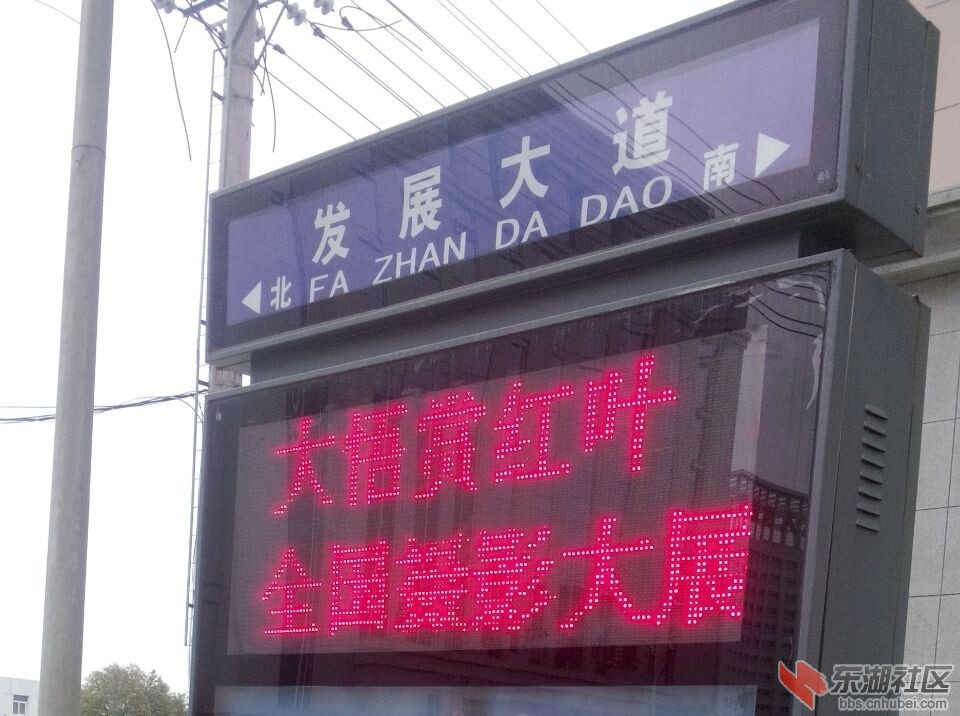 发展大道
北 FA ZHAN DA DAO 南
大悟赏红叶
全国摄影大展
东湖社区
bbs.cnhubei.com